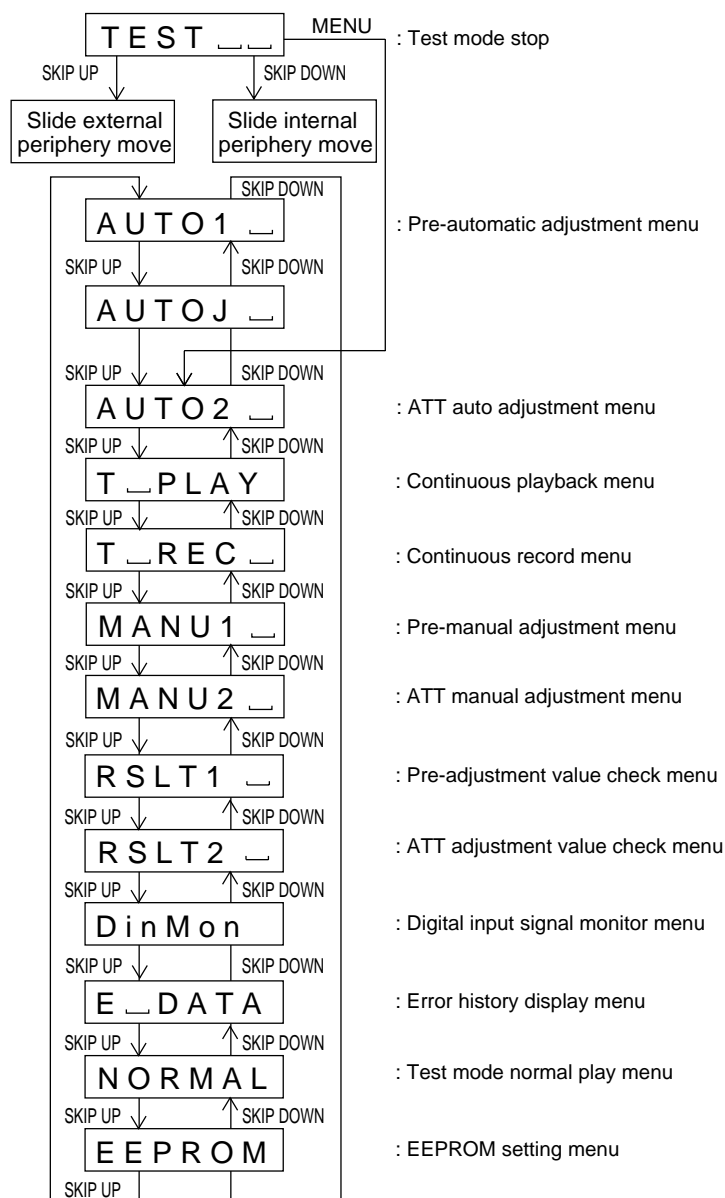 TEST ⎵⎵ MENU : Test mode stop
SKIP UP SKIP DOWN
Slide external periphery move
Slide internal periphery move
SKIP DOWN
AUTO1 ⎵ : Pre-automatic adjustment menu
SKIP UP SKIP DOWN
AUTOJ ⎵
SKIP UP SKIP DOWN
AUTO2 ⎵ : ATT auto adjustment menu
SKIP UP SKIP DOWN
T⎵PLAY : Continuous playback menu
SKIP UP SKIP DOWN
T⎵REC⎵ : Continuous record menu
SKIP UP SKIP DOWN
MANU1 ⎵ : Pre-manual adjustment menu
SKIP UP SKIP DOWN
MANU2 ⎵ : ATT manual adjustment menu
SKIP UP SKIP DOWN
RSLT1 ⎵ : Pre-adjustment value check menu
SKIP UP SKIP DOWN
RSLT2 ⎵ : ATT adjustment value check menu
SKIP UP SKIP DOWN
DinMon : Digital input signal monitor menu
SKIP UP SKIP DOWN
E⎵DATA : Error history display menu
SKIP UP SKIP DOWN
NORMAL : Test mode normal play menu
SKIP UP SKIP DOWN
EEPROM : EEPROM setting menu
SKIP UP